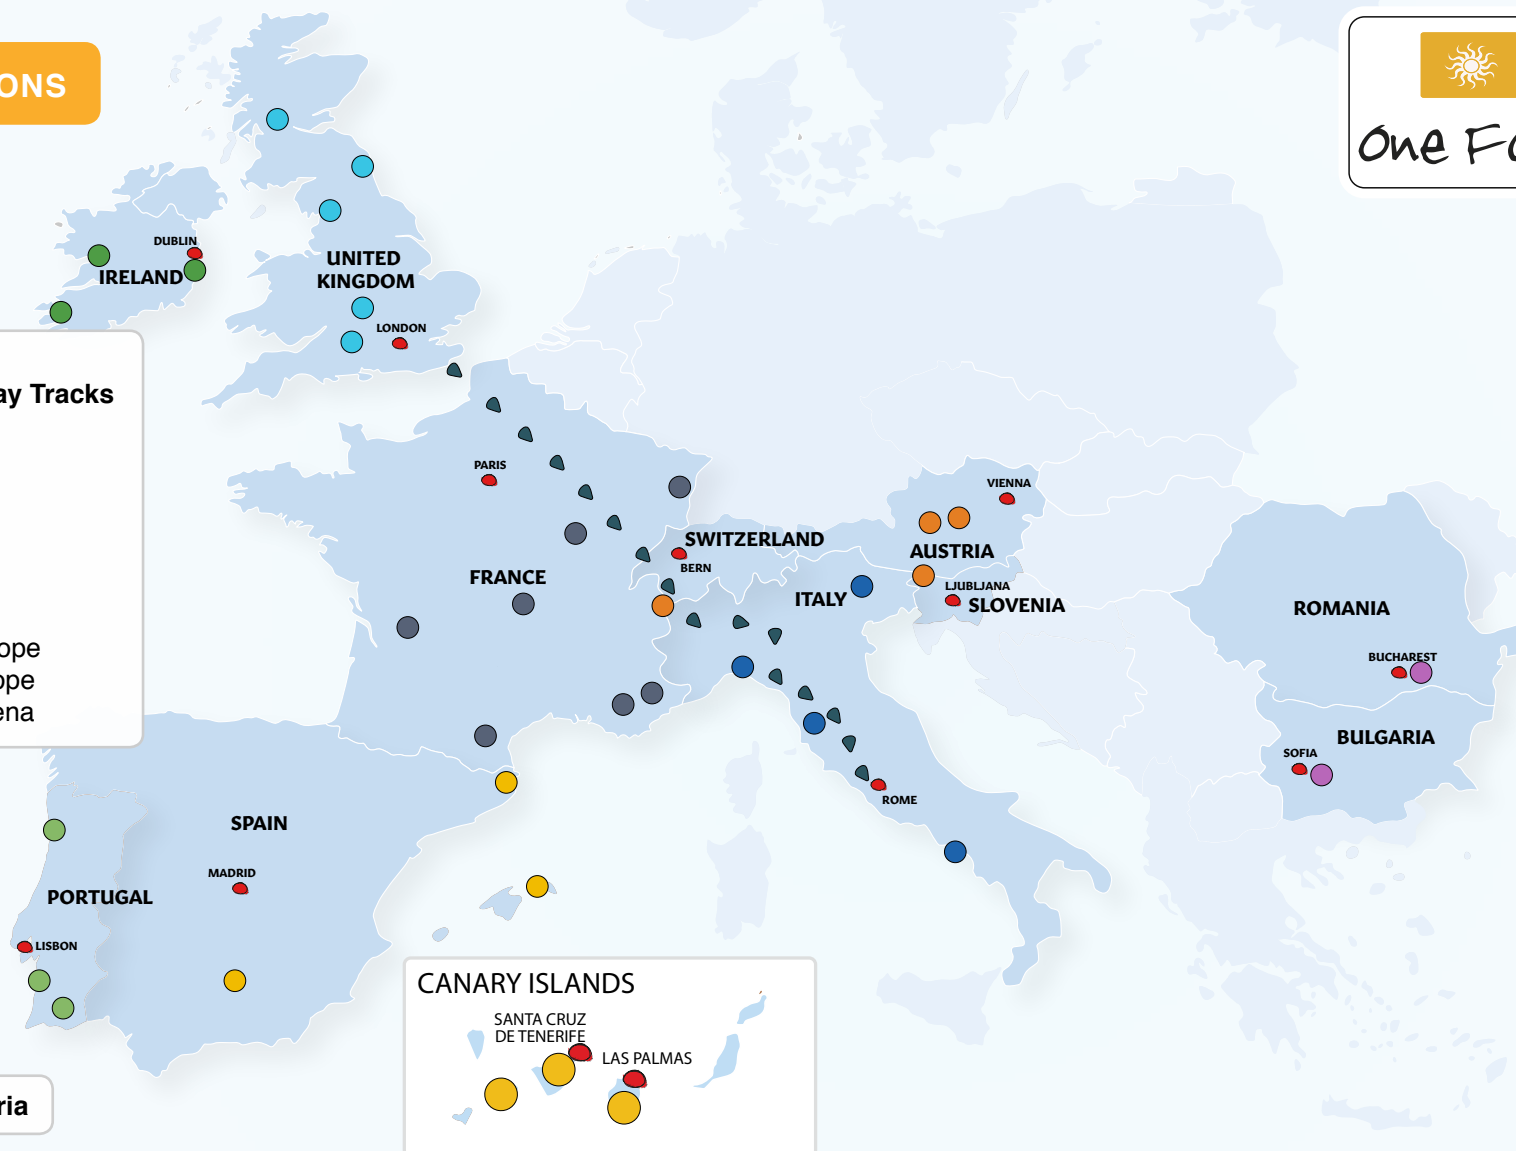 ONS
One Fo
DUBLIN
IRELAND
UNITED
KINGDOM
LONDON
ay Tracks
PARIS
VIENNA
SWITZERLAND
BERN
AUSTRIA
FRANCE
LJUBLJANA
ITALY
SLOVENIA
ROMANIA
ope
ope
ena
BUCHAREST
BULGARIA
SOFIA
ROME
SPAIN
MADRID
PORTUGAL
LISBON
CANARY ISLANDS
SANTA CRUZ
DE TENERIFE
LAS PALMAS
ria